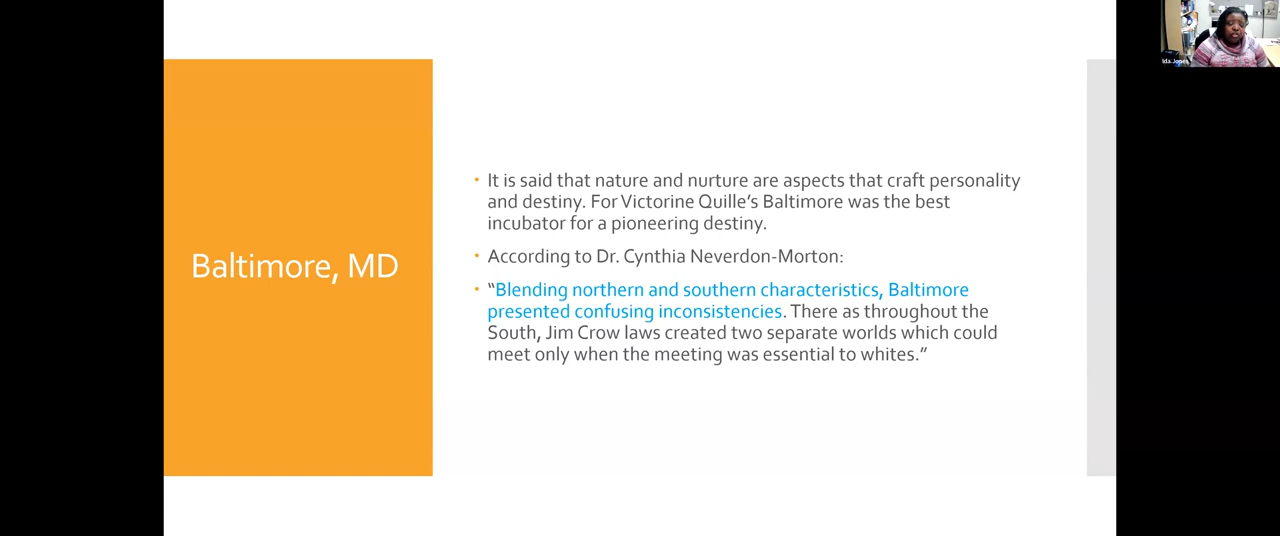 Baltimore, MD
• It is said that nature and nurture are aspects that craft personality
and destiny. For Victorine Quille’s Baltimore was the best
incubator for a pioneering destiny.
• According to Dr. Cynthia Neverdon-Morton:
• “Blending northern and southern characteristics, Baltimore
presented confusing inconsistencies. There as throughout the
South, Jim Crow laws created two separate worlds which could
meet only when the meeting was essential to whites.”
Ida Jones